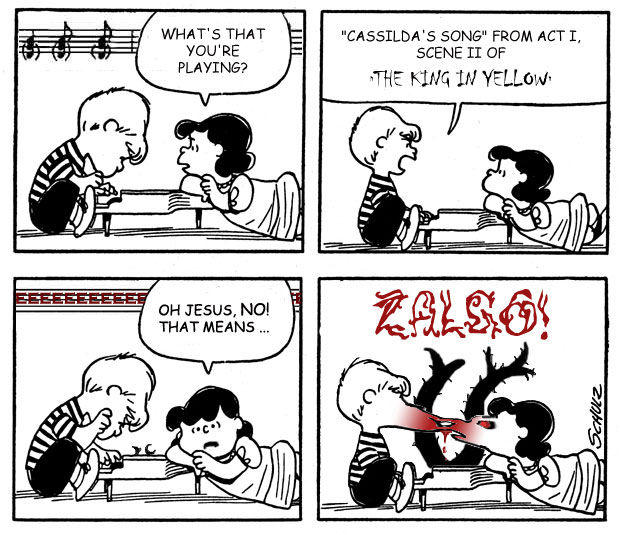 WHAT'S THAT
YOU'RE
PLAYING?
"CASSILDA'S SONG" FROM ACT I,
SCENE II OF
THE KING IN YELLOW
OH JESUS, NO!
THAT MEANS ...
ZALGO!
SCHULZ